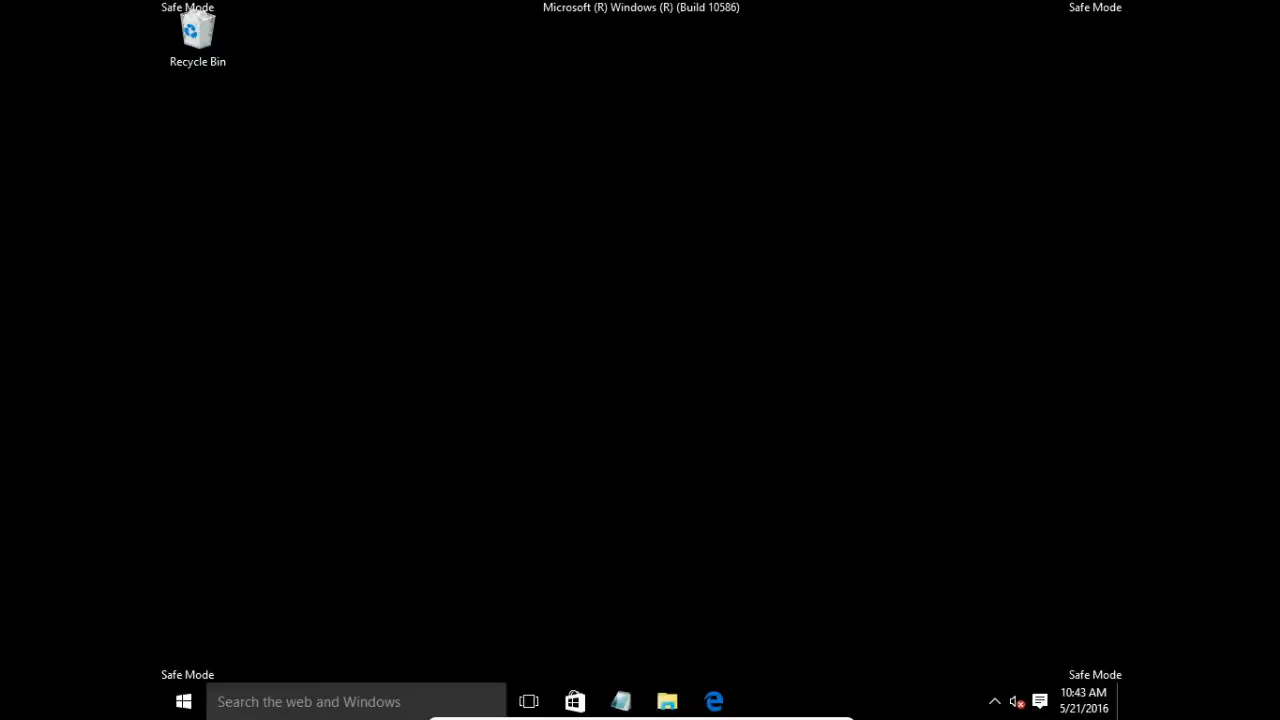 Safe Mode
Microsoft (R) Windows (R) (Build 10586)
Safe Mode
Recycle Bin
Safe Mode
Safe Mode
Search the web and Windows
10:43 AM
5/21/2016